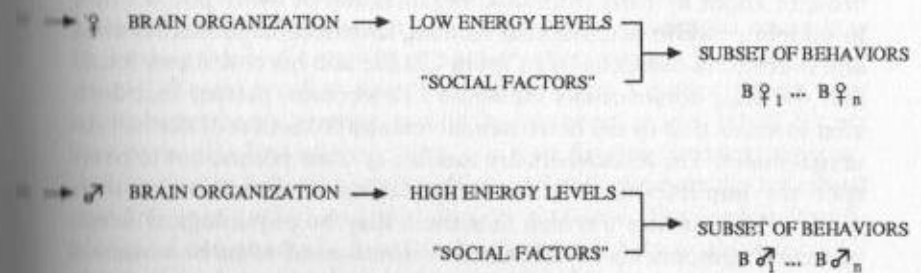 ♀ BRAIN ORGANIZATION → LOW ENERGY LEVELS
"SOCIAL FACTORS"
SUBSET OF BEHAVIORS
B♀1 ... B♀n
♂ BRAIN ORGANIZATION → HIGH ENERGY LEVELS
"SOCIAL FACTORS"
SUBSET OF BEHAVIORS
B♂1 ... B♂n